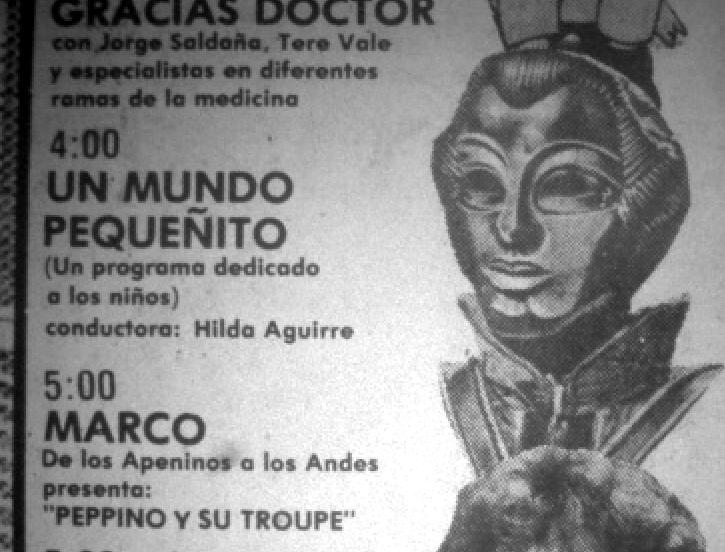 GRACIAS DOCTOR
con Jorge Saldaña, Tere Vale
y especialistas en diferentes
ramas de la medicina
4:00
UN MUNDO
PEQUEÑITO
(Un programa dedicado
a los niños)
conductora: Hilda Aguirre
5:00
MARCO
De los Apeninos a los Andes
presenta:
"PEPPINO Y SU TROUPE"